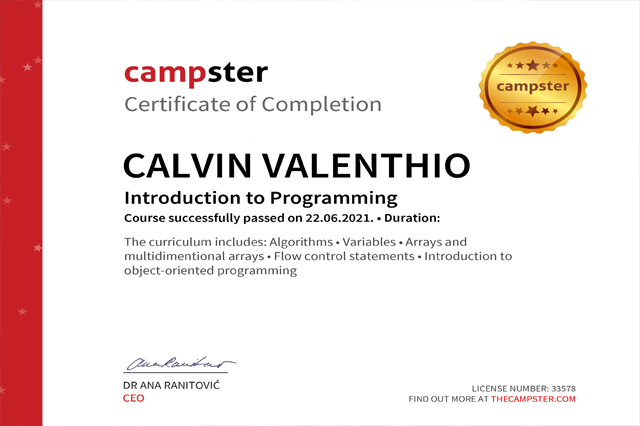 campster
Certificate of Completion
campster
CALVIN VALENTHIO
Introduction to Programming
Course successfully passed on 22.06.2021. • Duration:
The curriculum includes: Algorithms • Variables • Arrays and
multidimentional arrays • Flow control statements • Introduction to
object-oriented programming
DR ANA RANITOVIĆ
CEO
LICENSE NUMBER: 33578
FIND OUT MORE AT THECAMPSTER.COM